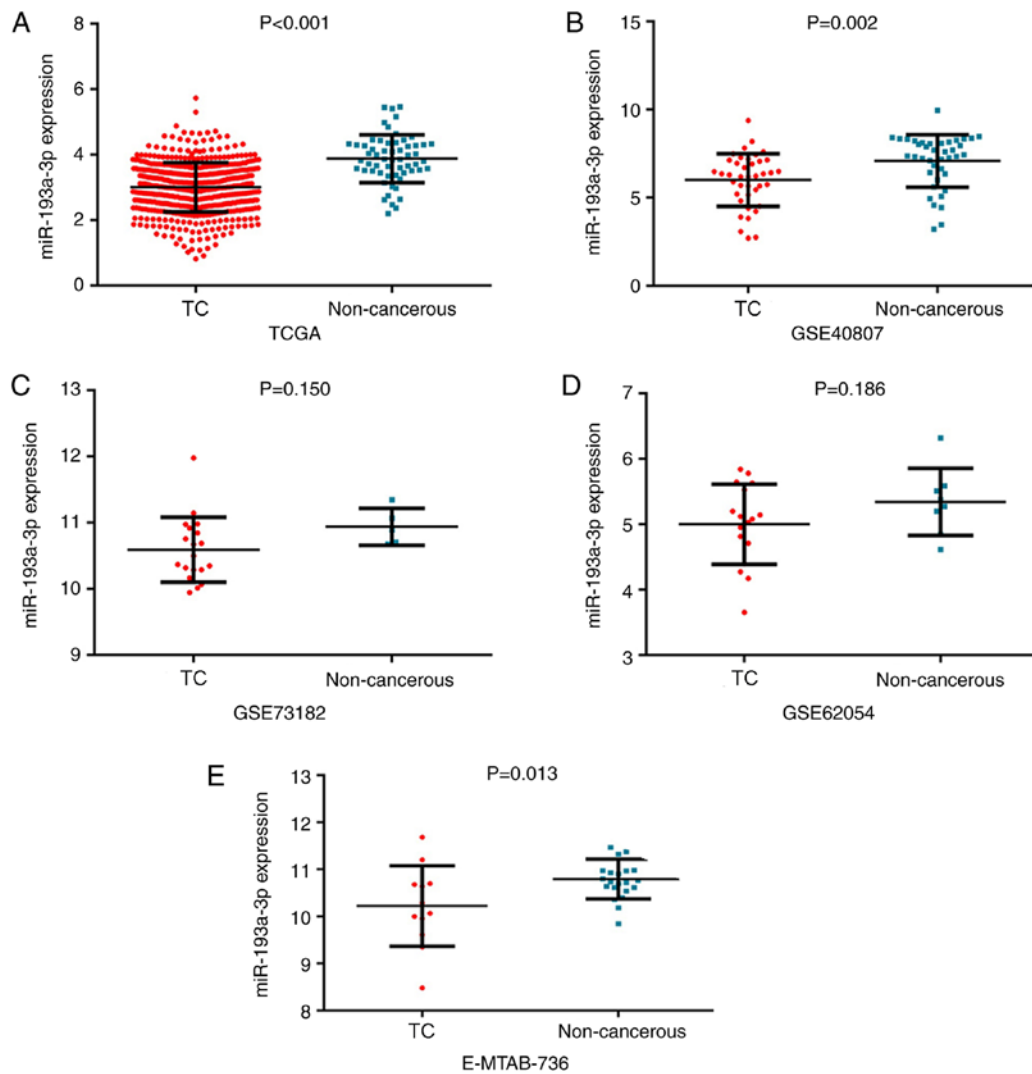 A
P<0.001
miR-193a-3p expression
8
6
4
2
0
TC
Non-cancerous
TCGA
B
P=0.002
miR-193a-3p expression
15
10
5
0
TC
Non-cancerous
GSE40807
C
P=0.150
miR-193a-3p expression
13
12
11
10
9
TC
Non-cancerous
GSE73182
D
P=0.186
miR-193a-3p expression
7
6
5
4
3
TC
Non-cancerous
GSE62054
E
P=0.013
miR-193a-3p expression
13
12
11
10
9
8
TC
Non-cancerous
E-MTAB-736